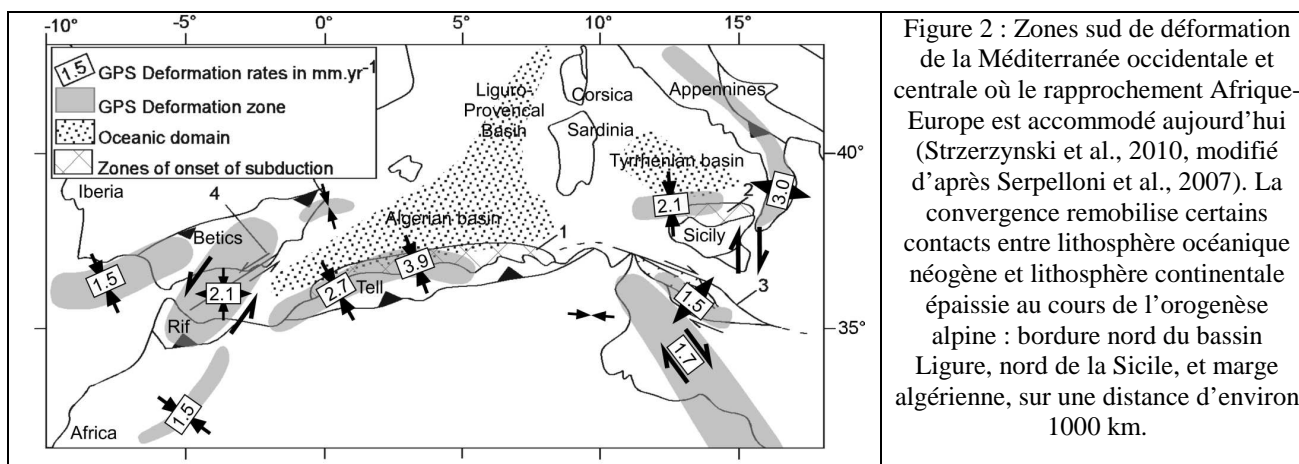 -10° -5° 0° 5° 10° 15°
1.5 GPS Deformation rates in mm.yr-1
GPS Deformation zone
Oceanic domain
Zones of onset of subduction
Liguro-
Provencal
Basin
Corsica
Appennines
Sardinia
Tyrrhenian basin
40°
Iberia
4
2
3.0
2.1
Algerian basin
Sicily
Betics
1
1.5
3.9
2.7
Tell
2.1
3
1.5
Rif
35°
1.7
1.5
Africa
Figure 2 : Zones sud de déformation
de la Méditerranée occidentale et
centrale où le rapprochement Afrique-
Europe est accommodé aujourd’hui
(Strzerzynski et al., 2010, modifié
d’après Serpelloni et al., 2007). La
convergence remobilise certains
contacts entre lithosphère océanique
néogène et lithosphère continentale
épaissie au cours de l’orogenèse
alpine : bordure nord du bassin
Ligure, nord de la Sicile, et marge
algérienne, sur une distance d’environ
1000 km.